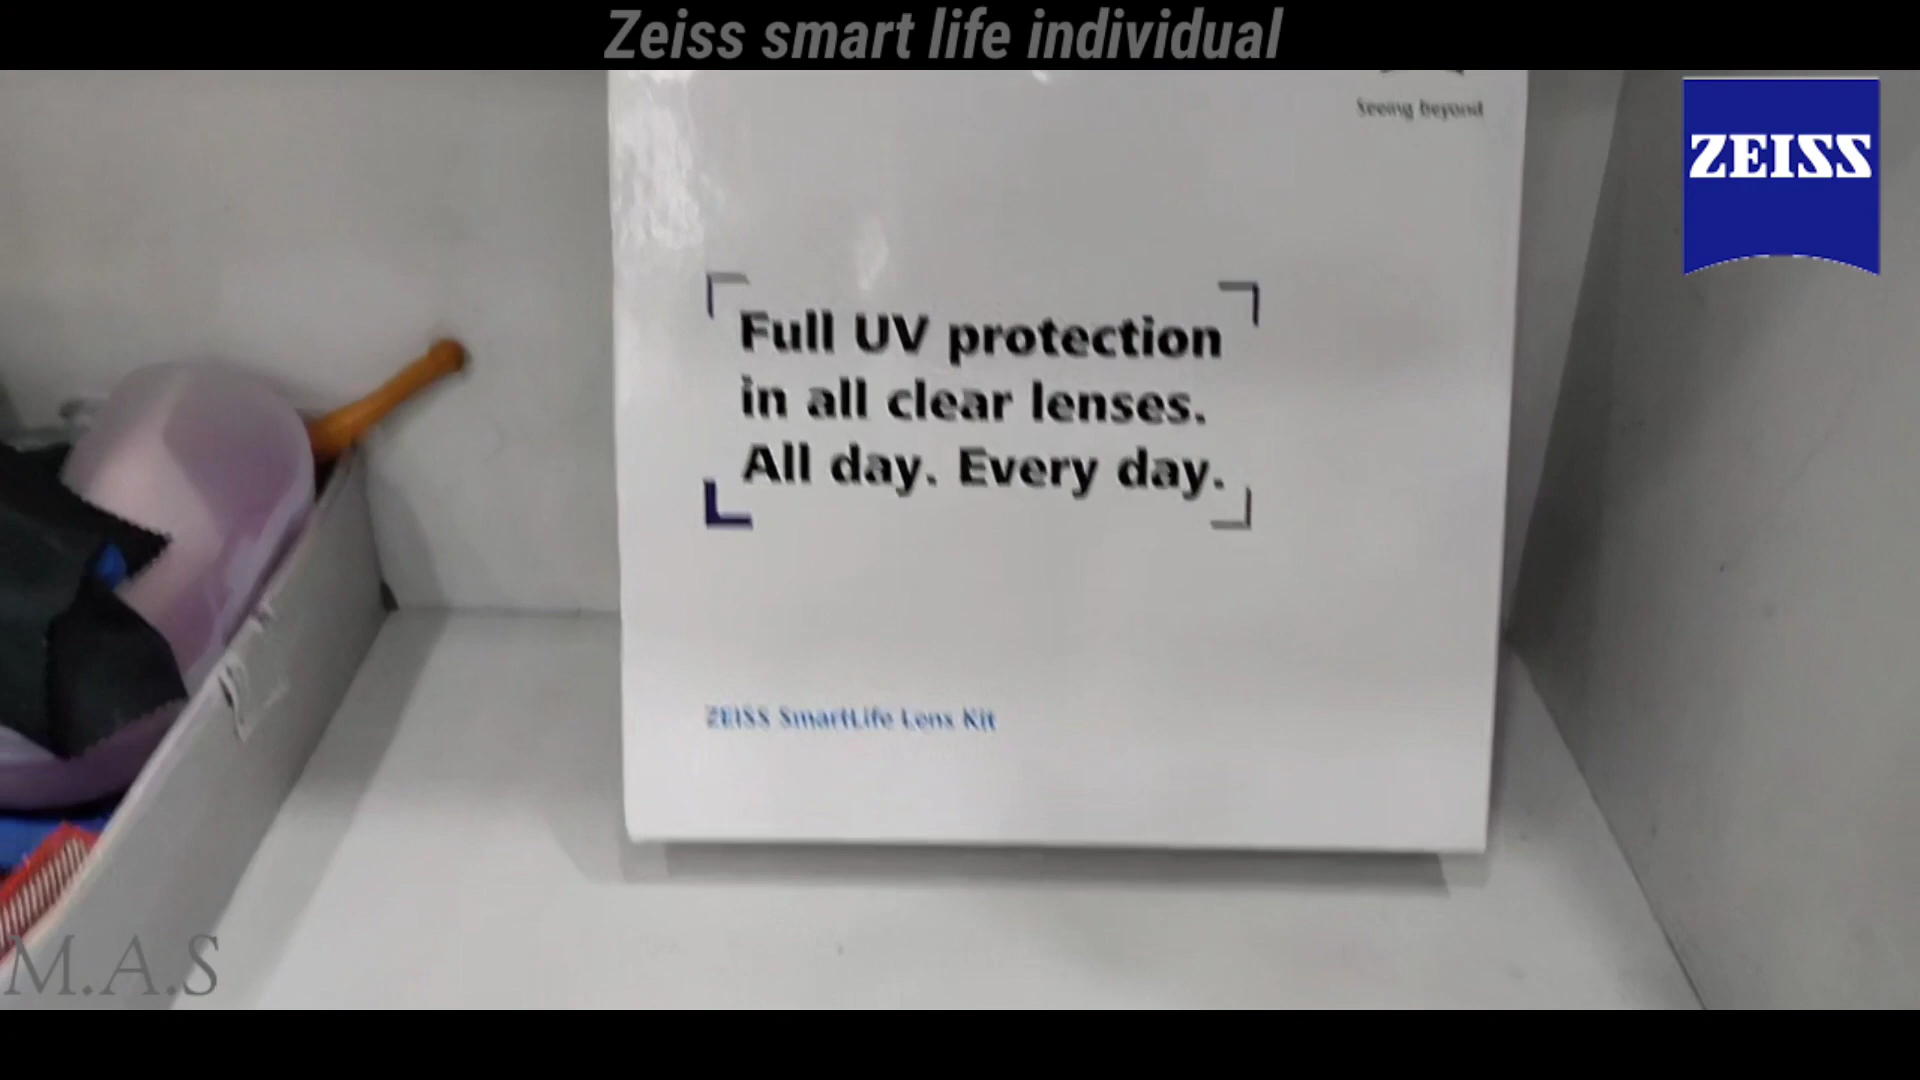 Zeiss smart life individual
Seeing beyond
ZEISS
Full UV protection
in all clear lenses.
All day. Every day.
ZEISS SmartLife Lens Kit
M.A.S